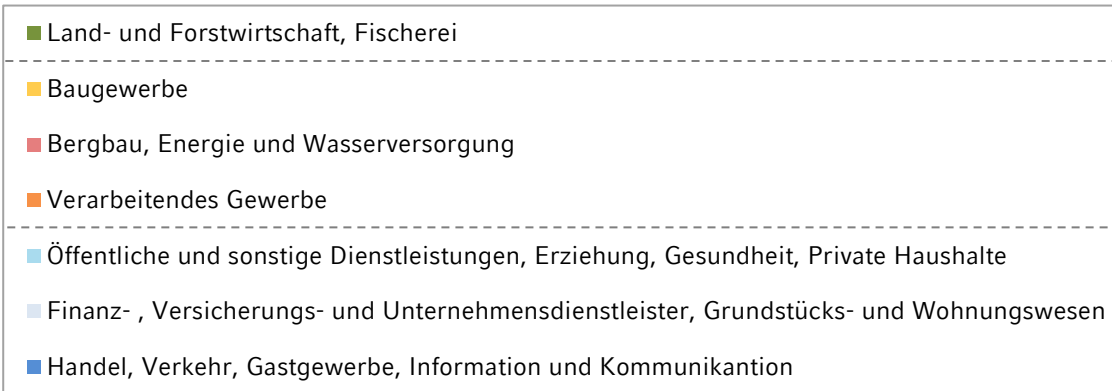 Land- und Forstwirtschaft, Fischerei
Baugewerbe
Bergbau, Energie und Wasserversorgung
Verarbeitendes Gewerbe
Öffentliche und sonstige Dienstleistungen, Erziehung, Gesundheit, Private Haushalte
Finanz- , Versicherungs- und Unternehmensdienstleister, Grundstücks- und Wohnungswesen
Handel, Verkehr, Gastgewerbe, Information und Kommunikantion